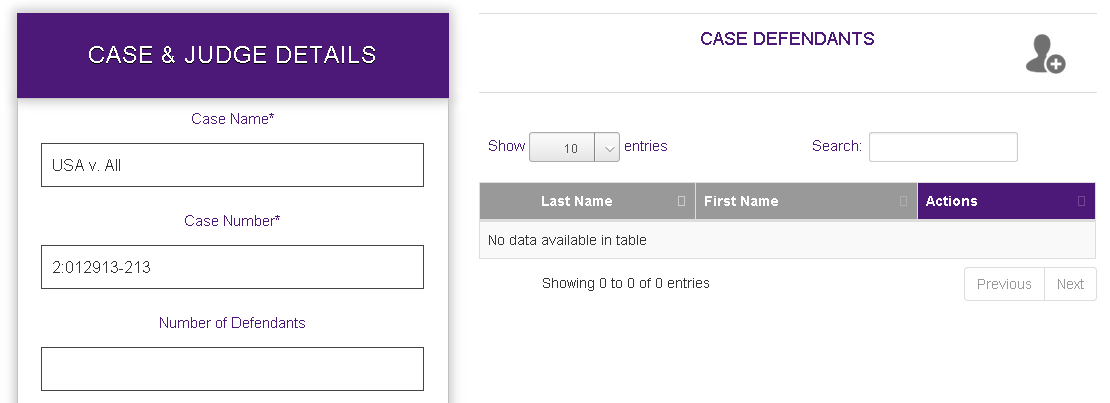 CASE & JUDGE DETAILS
Case Name*
USA v. All
Case Number*
2:012913-213
Number of Defendants
CASE DEFENDANTS
Show 10 entries
Search:
Last Name First Name Actions
No data available in table
Showing 0 to 0 of 0 entries
Previous Next